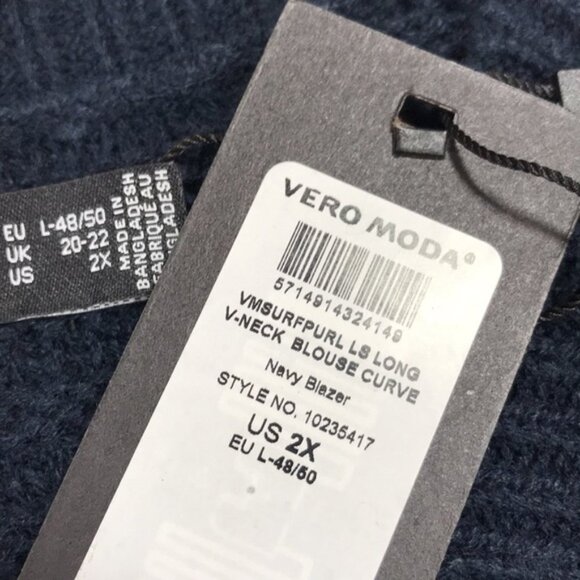 EU L-48/50
UK 20-22
US 2X
MADE IN
BANGLADESH
FABRIQUÉ AU
BANGLADESH
VERO MODA®
5714914324149
VMSURFPURL LS LONG
V-NECK BLOUSE CURVE
Navy Blazer
STYLE NO. 10235417
US 2X
EU L-48/50